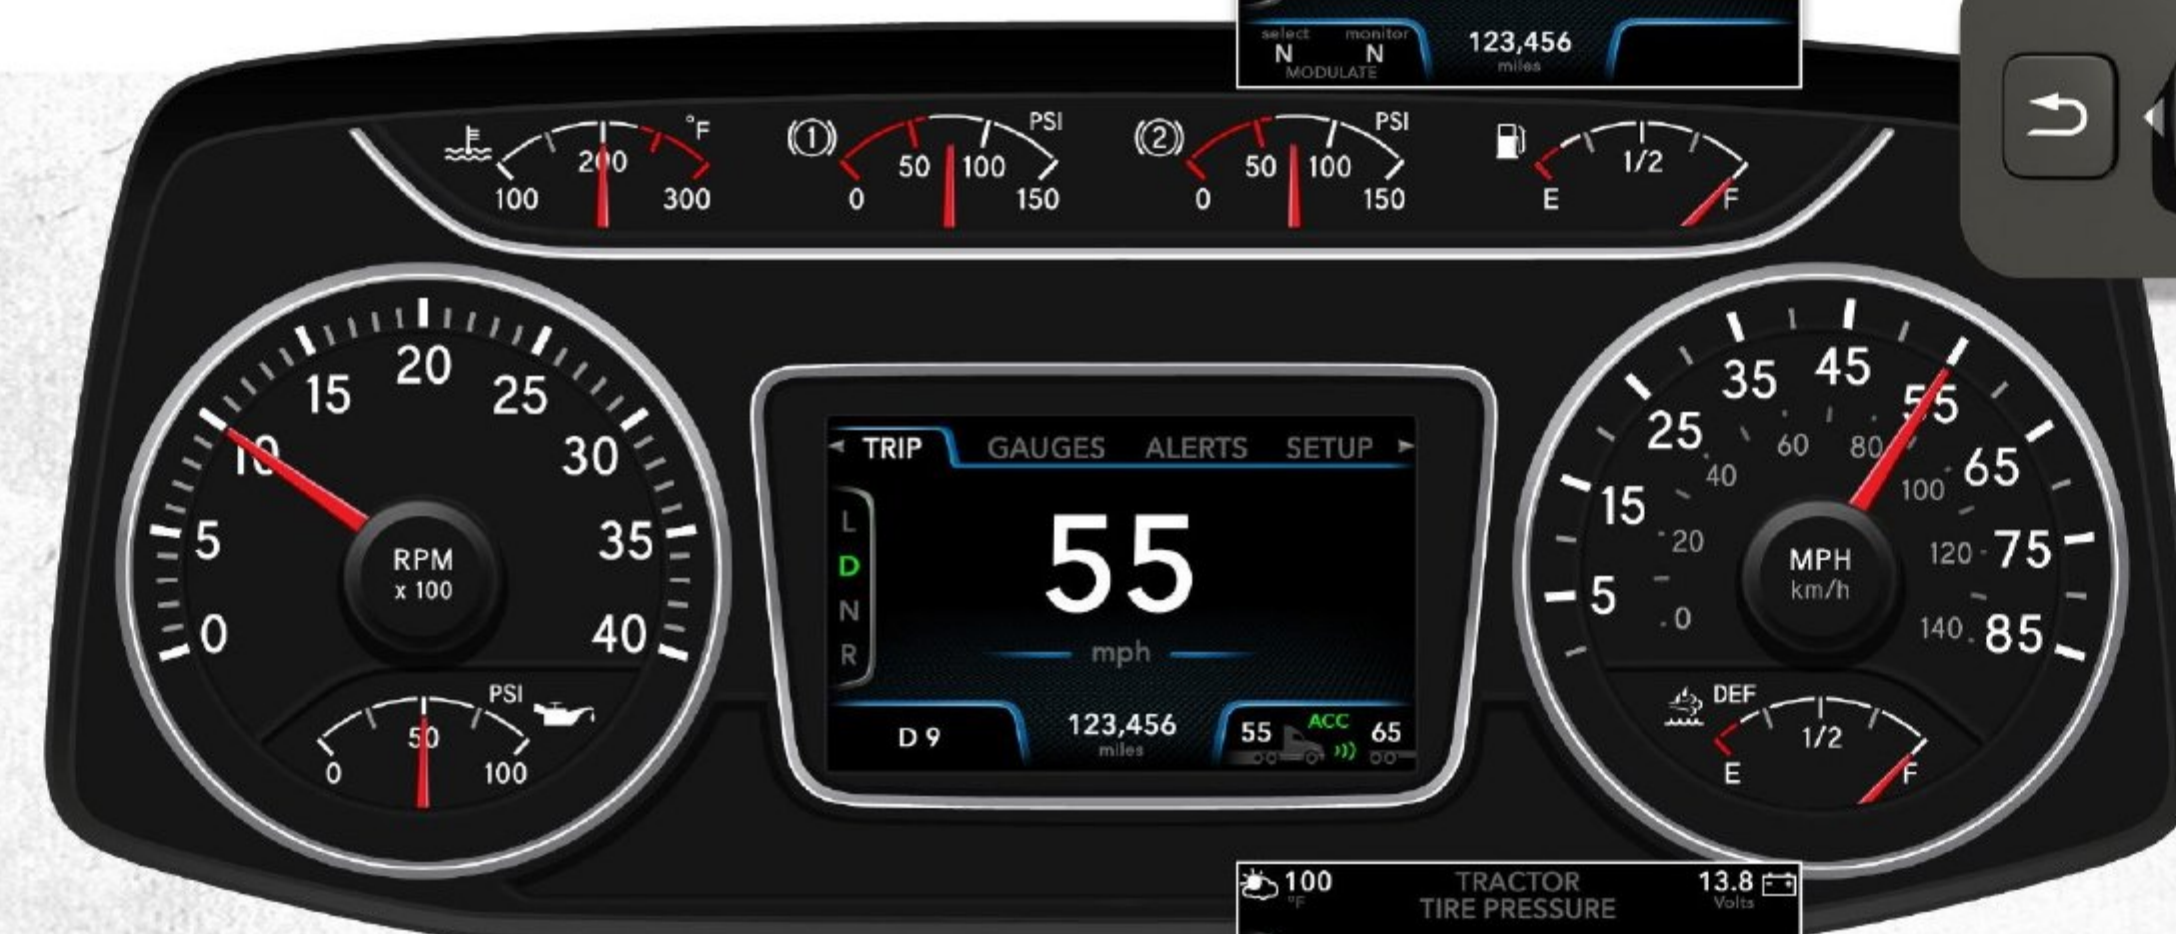 select monitor
N N
MODULATE
123,456
miles
°F
100 200 300
(1) PSI
0 50 100 150
(2) PSI
0 50 100 150
E 1/2 F
0 5 10 15 20 25 30 35 40
RPM
x 100
PSI
0 50 100
TRIP GAUGES ALERTS SETUP
L
D
N
R
55
mph
D 9
123,456
miles
55 ACC 65
5 15 25 35 45 55 65 75 85
0 20 40 60 80 100 120 140
MPH
km/h
DEF
E 1/2 F
100
°F
TRACTOR
TIRE PRESSURE
13.8
Volts